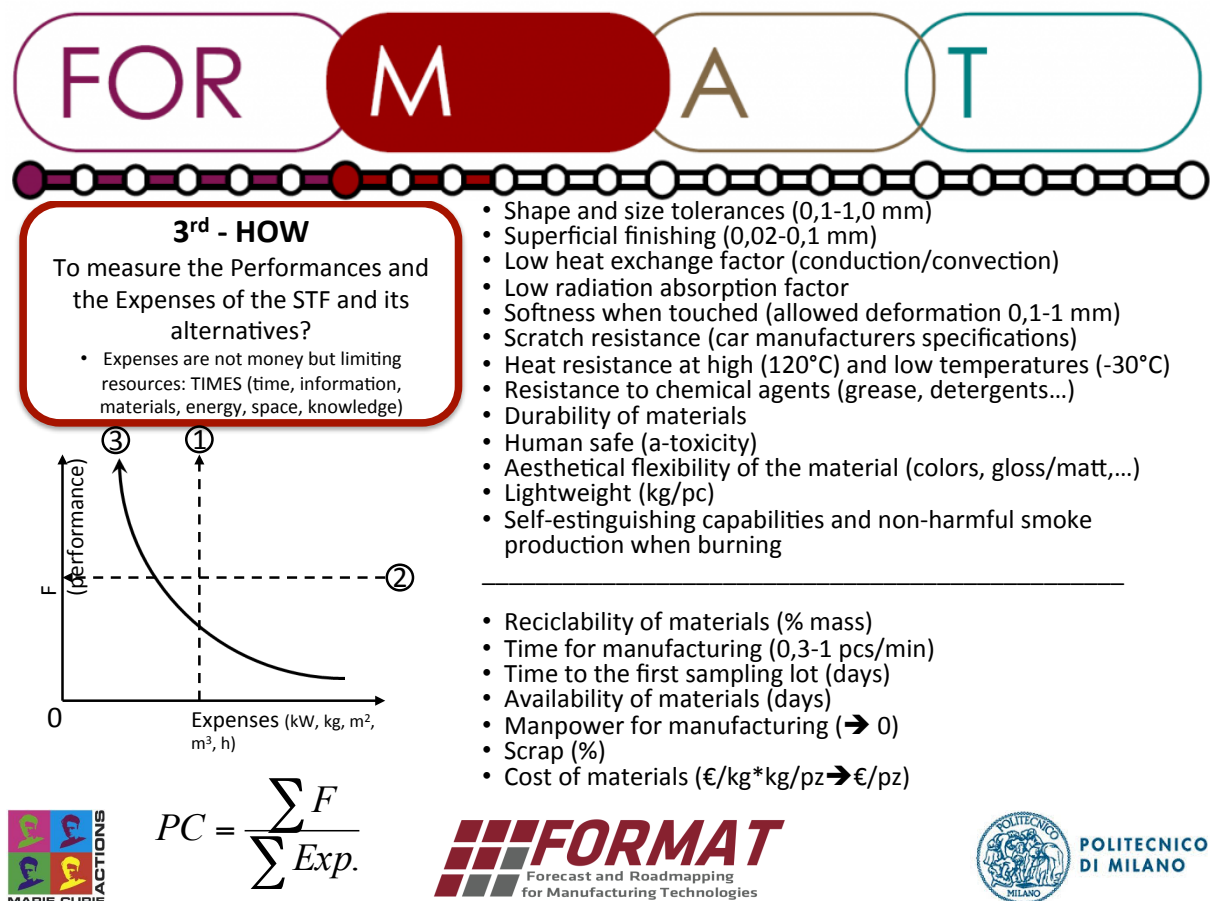 FOR M A T
3rd - HOW
To measure the Performances and
the Expenses of the STF and its
alternatives?
• Expenses are not money but limiting
resources: TIMES (time, information,
materials, energy, space, knowledge)
• Shape and size tolerances (0,1-1,0 mm)
• Superficial finishing (0,02-0,1 mm)
• Low heat exchange factor (conduction/convection)
• Low radiation absorption factor
• Softness when touched (allowed deformation 0,1-1 mm)
• Scratch resistance (car manufacturers specifications)
• Heat resistance at high (120°C) and low temperatures (-30°C)
• Resistance to chemical agents (grease, detergents…)
• Durability of materials
• Human safe (a-toxicity)
• Aesthetical flexibility of the material (colors, gloss/matt,…)
• Lightweight (kg/pc)
• Self-estinguishing capabilities and non-harmful smoke
production when burning
• Reciclability of materials (% mass)
• Time for manufacturing (0,3-1 pcs/min)
• Time to the first sampling lot (days)
• Availability of materials (days)
• Manpower for manufacturing (➔ 0)
• Scrap (%)
• Cost of materials (€/kg*kg/pz➔€/pz)
③ ①
F
(performance)
②
0
Expenses (kW, kg, m²,
m³, h)
PC = ∑ F / ∑ Exp.
MARIE CURIE
ACTIONS
FORMAT
Forecast and Roadmapping
for Manufacturing Technologies
POLITECNICO
MILANO
POLITECNICO
DI MILANO